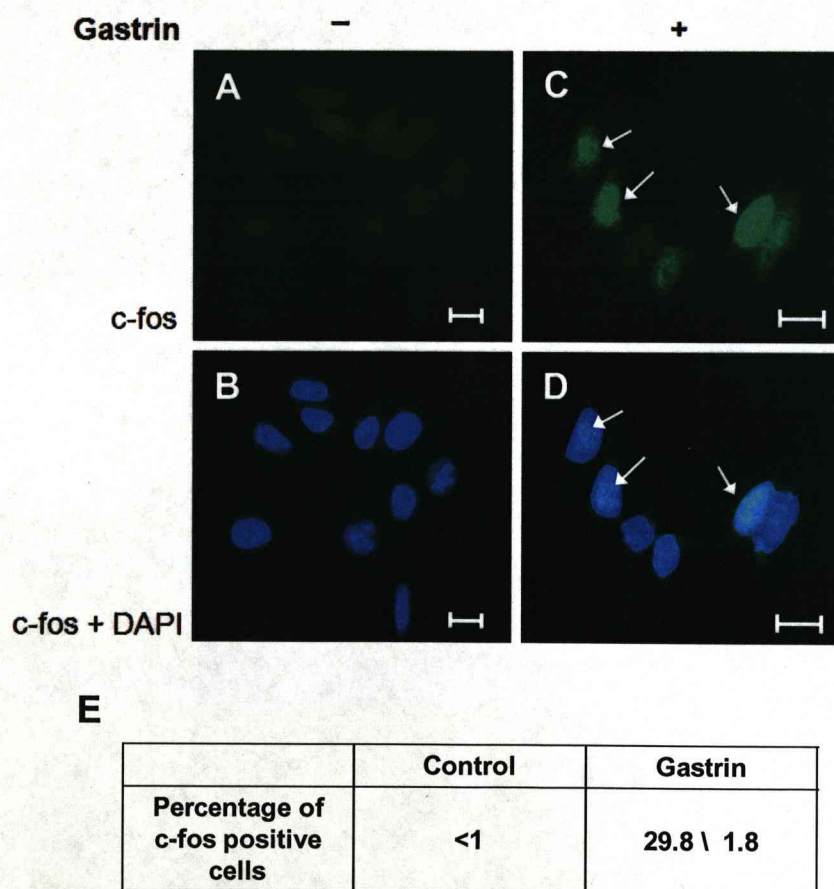 Gastrin − +
A C
c-fos
B D
c-fos + DAPI
E
Control Gastrin
Percentage of
c-fos positive
cells
<1 29.8 \ 1.8